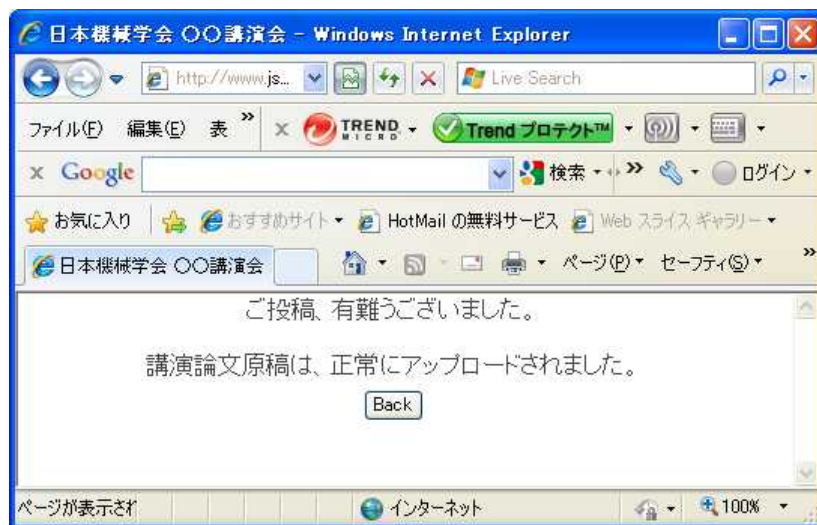 日本機械学会 〇〇講演会 - Windows Internet Explorer
http://www.js... Live Search
ファイル(F) 編集(E) 表 » x TREND MICRO Trend プロテクト™
x Google 検索 » ログイン
お気に入り おすすめサイト HotMail の無料サービス Web スライス ギャラリー
日本機械学会 〇〇講演会 ページ(P) セーフティ(S) »
ご投稿、有難うございました。
講演論文原稿は、正常にアップロードされました。
Back
ページが表示され インターネット 100%